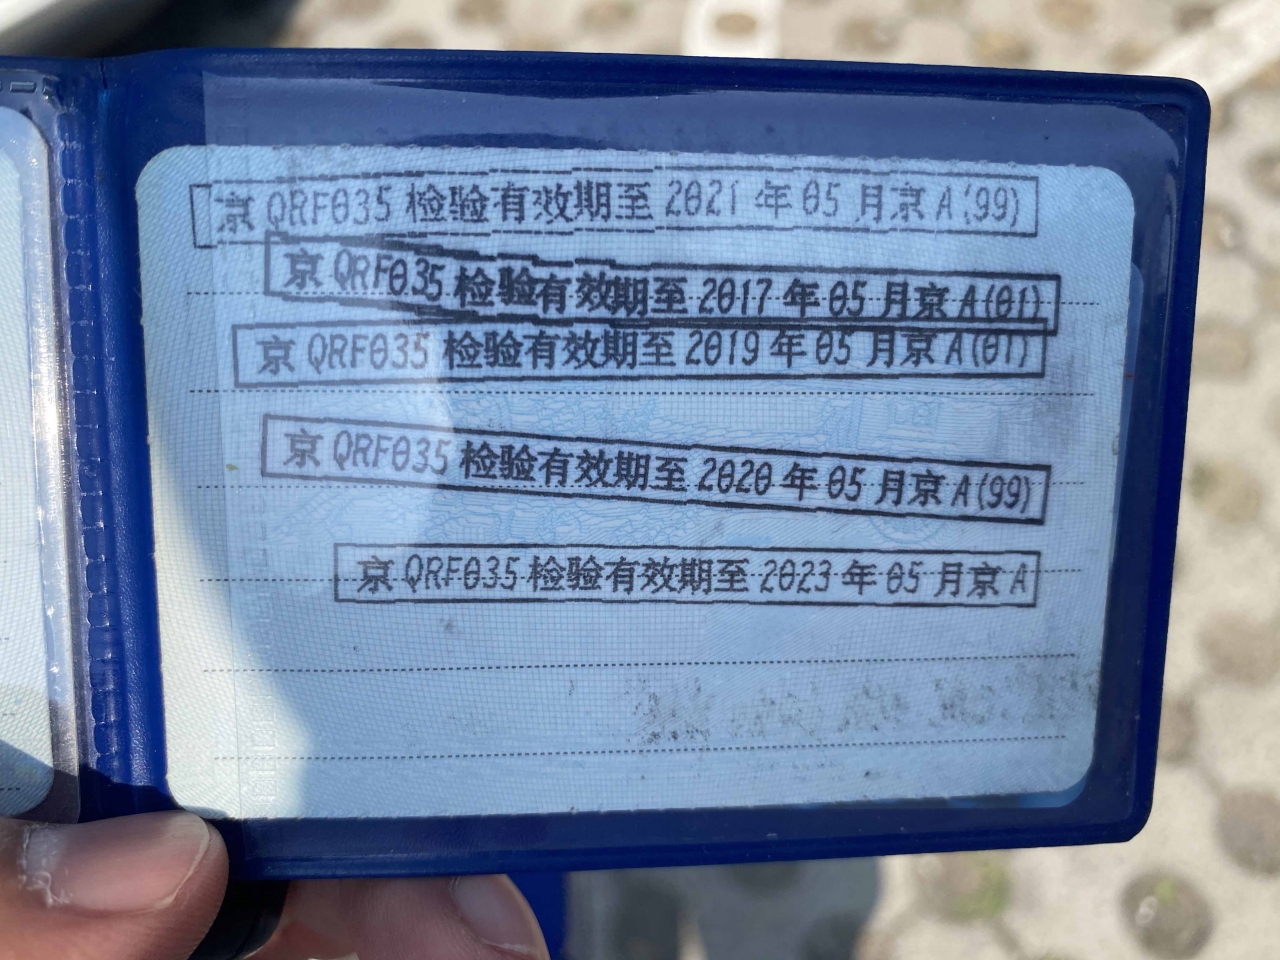 京 QRF035 检验有效期至 2021 年 05 月京 A(99)
京 QRF035 检验有效期至 2017 年 05 月京 A(01)
京 QRF035 检验有效期至 2019 年 05 月京 A(01)
京 QRF035 检验有效期至 2020 年 05 月京 A(99)
京 QRF035 检验有效期至 2023 年 05 月京 A